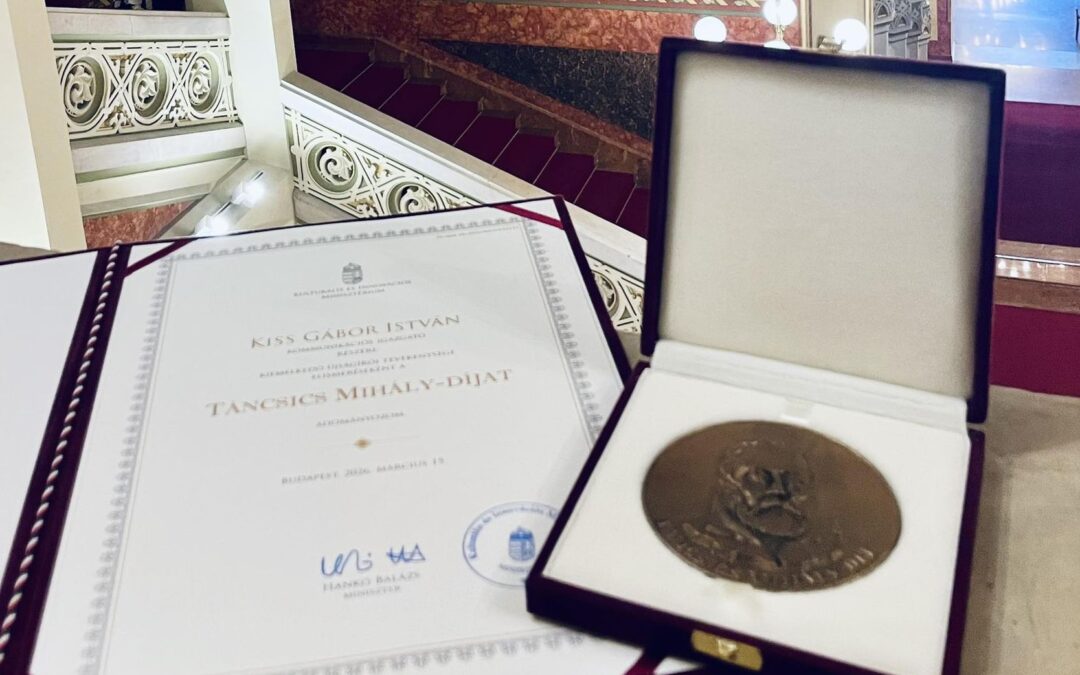 Kulturális és Innovációs
Minisztérium
Kiss Gábor István
kommunikációs igazgató
részére
kiemelkedő újságírói tevékenysége
elismeréseként a
Táncsics Mihály-díjat
adományozom
Budapest, 2026. március 15.
Hankó Balázs
miniszter